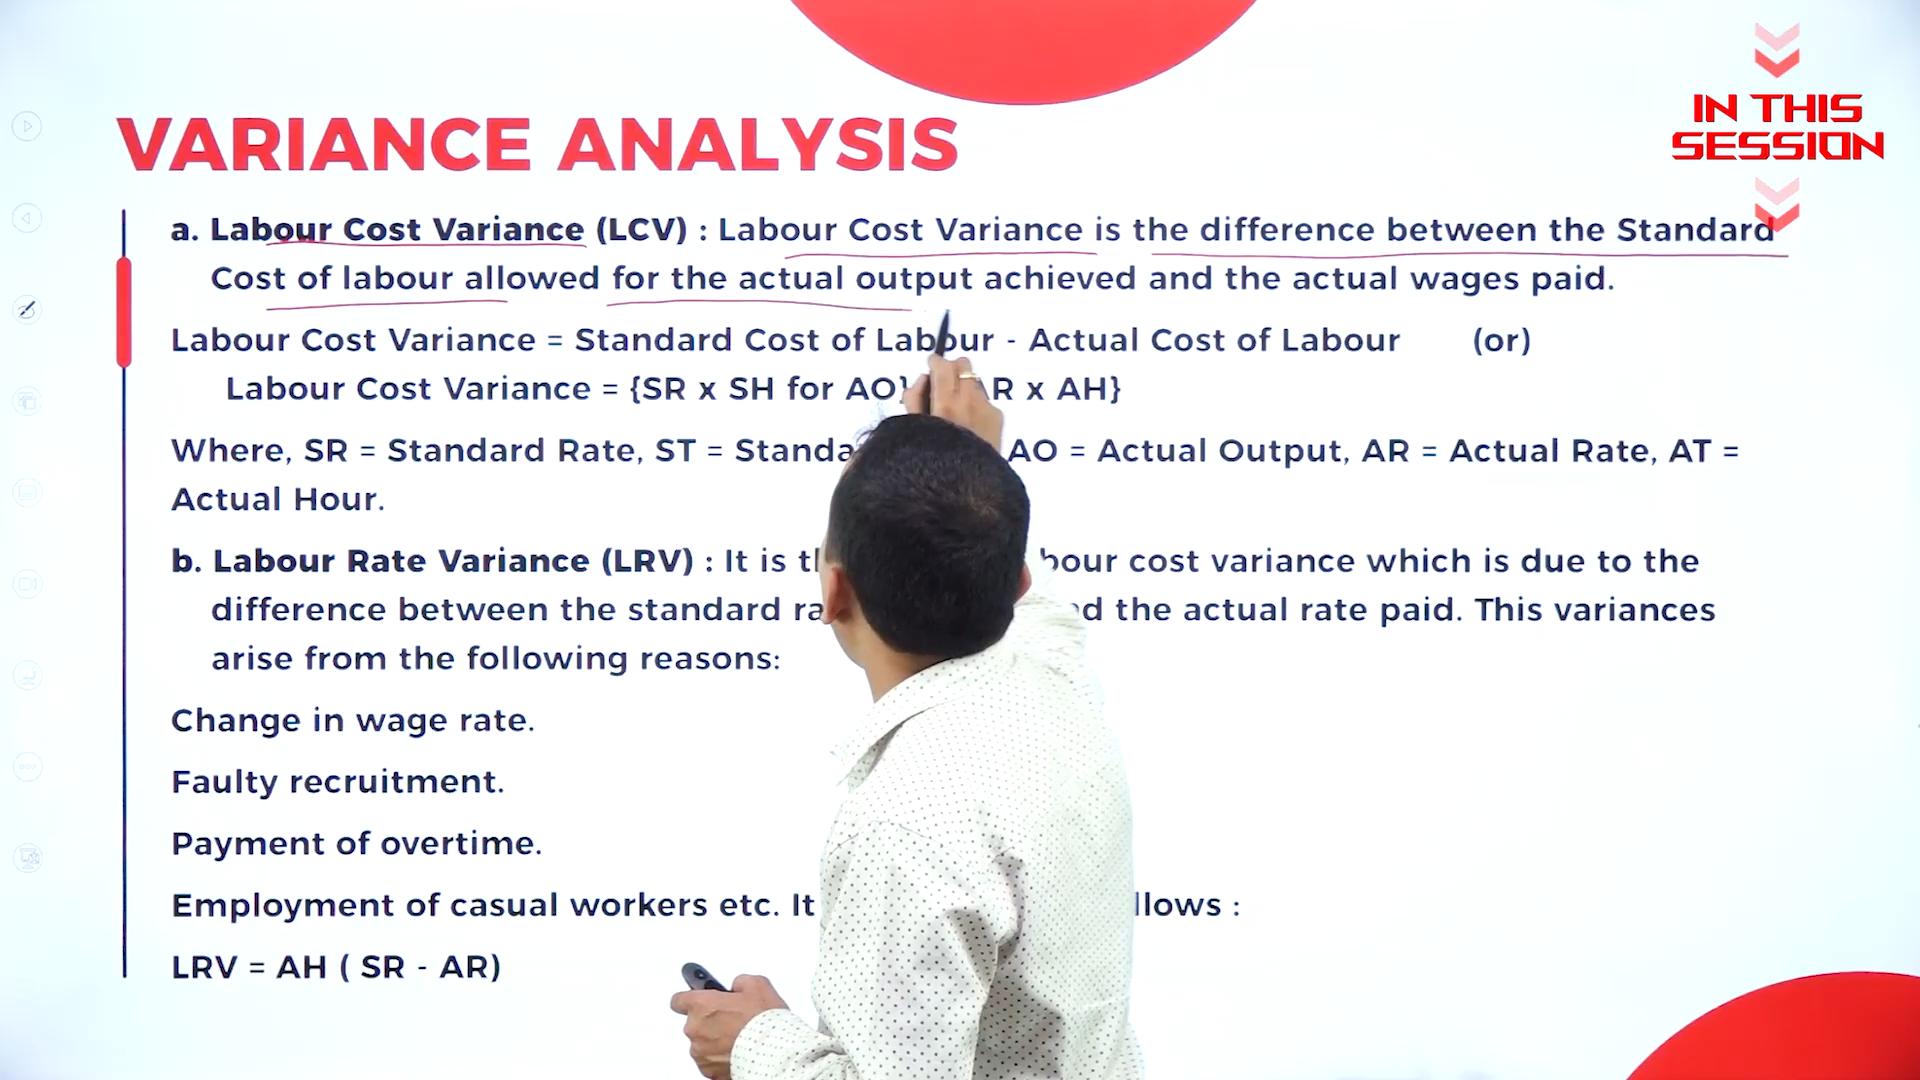 IN THIS
SESSION
VARIANCE ANALYSIS
a. Labour Cost Variance (LCV) : Labour Cost Variance is the difference between the Standard
Cost of labour allowed for the actual output achieved and the actual wages paid.
Labour Cost Variance = Standard Cost of Labour - Actual Cost of Labour (or)
Labour Cost Variance = {SR x SH for AO} R x AH}
Where, SR = Standard Rate, ST = AO = Actual Output, AR = Actual Rate, AT =
Actual Hour.
b. Labour Rate Variance (LRV) : It is cost variance which is due to the
difference between the standard the actual rate paid. This variances
arise from the following reasons:
Change in wage rate.
Faulty recruitment.
Payment of overtime.
Employment of casual workers etc. It :
LRV = AH ( SR - AR)